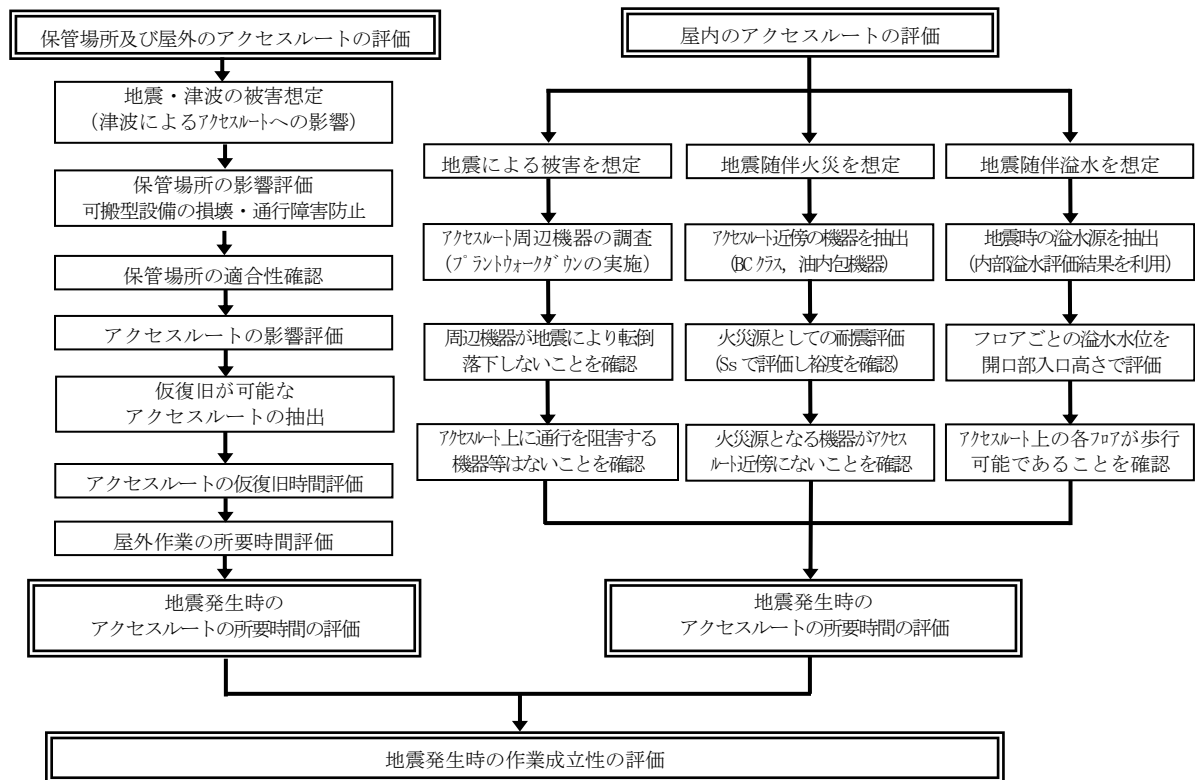 保管場所及び屋外のアクセスルートの評価
地震・津波の被害想定
（津波によるアクセスルートへの影響）
保管場所の影響評価
可搬型設備の損壊・通行障害防止
保管場所の適合性確認
アクセスルートの影響評価
仮復旧が可能な
アクセスルートの抽出
アクセスルートの仮復旧時間評価
屋外作業の所要時間評価
地震発生時の
アクセスルートの所要時間の評価
屋内のアクセスルートの評価
地震による被害を想定
アクセスルート周辺機器の調査
（プラントウォークダウンの実施）
周辺機器が地震により転倒
落下しないことを確認
アクセスルート上に通行を阻害する
機器等はないことを確認
地震随伴火災を想定
アクセスルート近傍の機器を抽出
（BCクラス，油内包機器）
火災源としての耐震評価
（Ssで評価し裕度を確認）
火災源となる機器がアクセス
ルート近傍にないことを確認
地震随伴溢水を想定
地震時の溢水源を抽出
（内部溢水評価結果を利用）
フロアごとの溢水水位を
開口部入口高さで評価
アクセスルート上の各フロアが歩行
可能であることを確認
地震発生時の
アクセスルートの所要時間の評価
地震発生時の作業成立性の評価